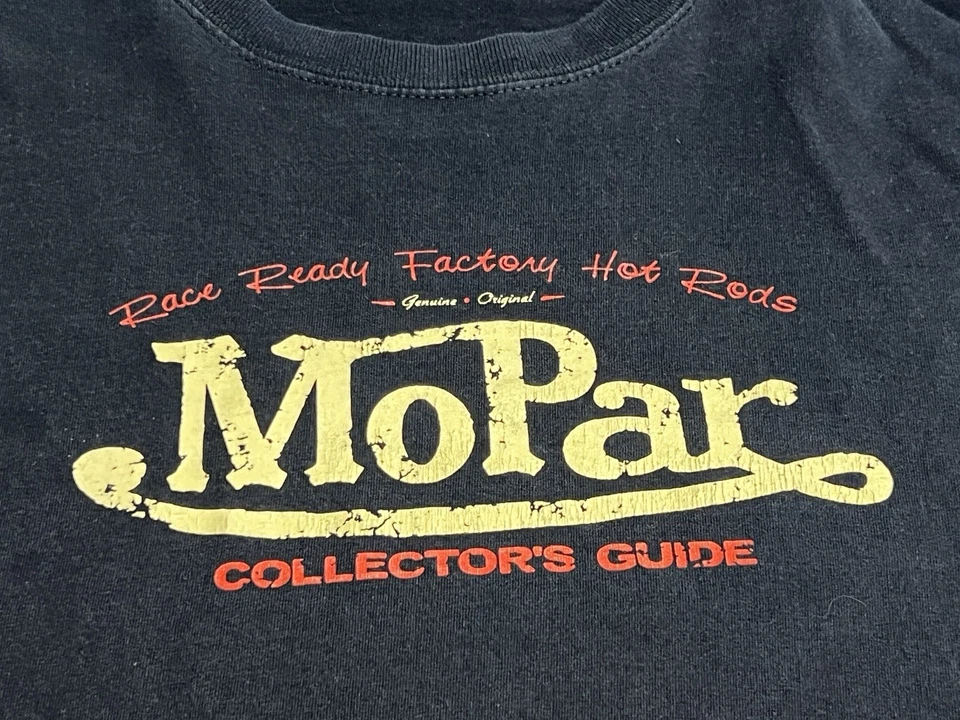 Race Ready Factory Hot Rods
Genuine • Original
MoPar
COLLECTOR'S GUIDE